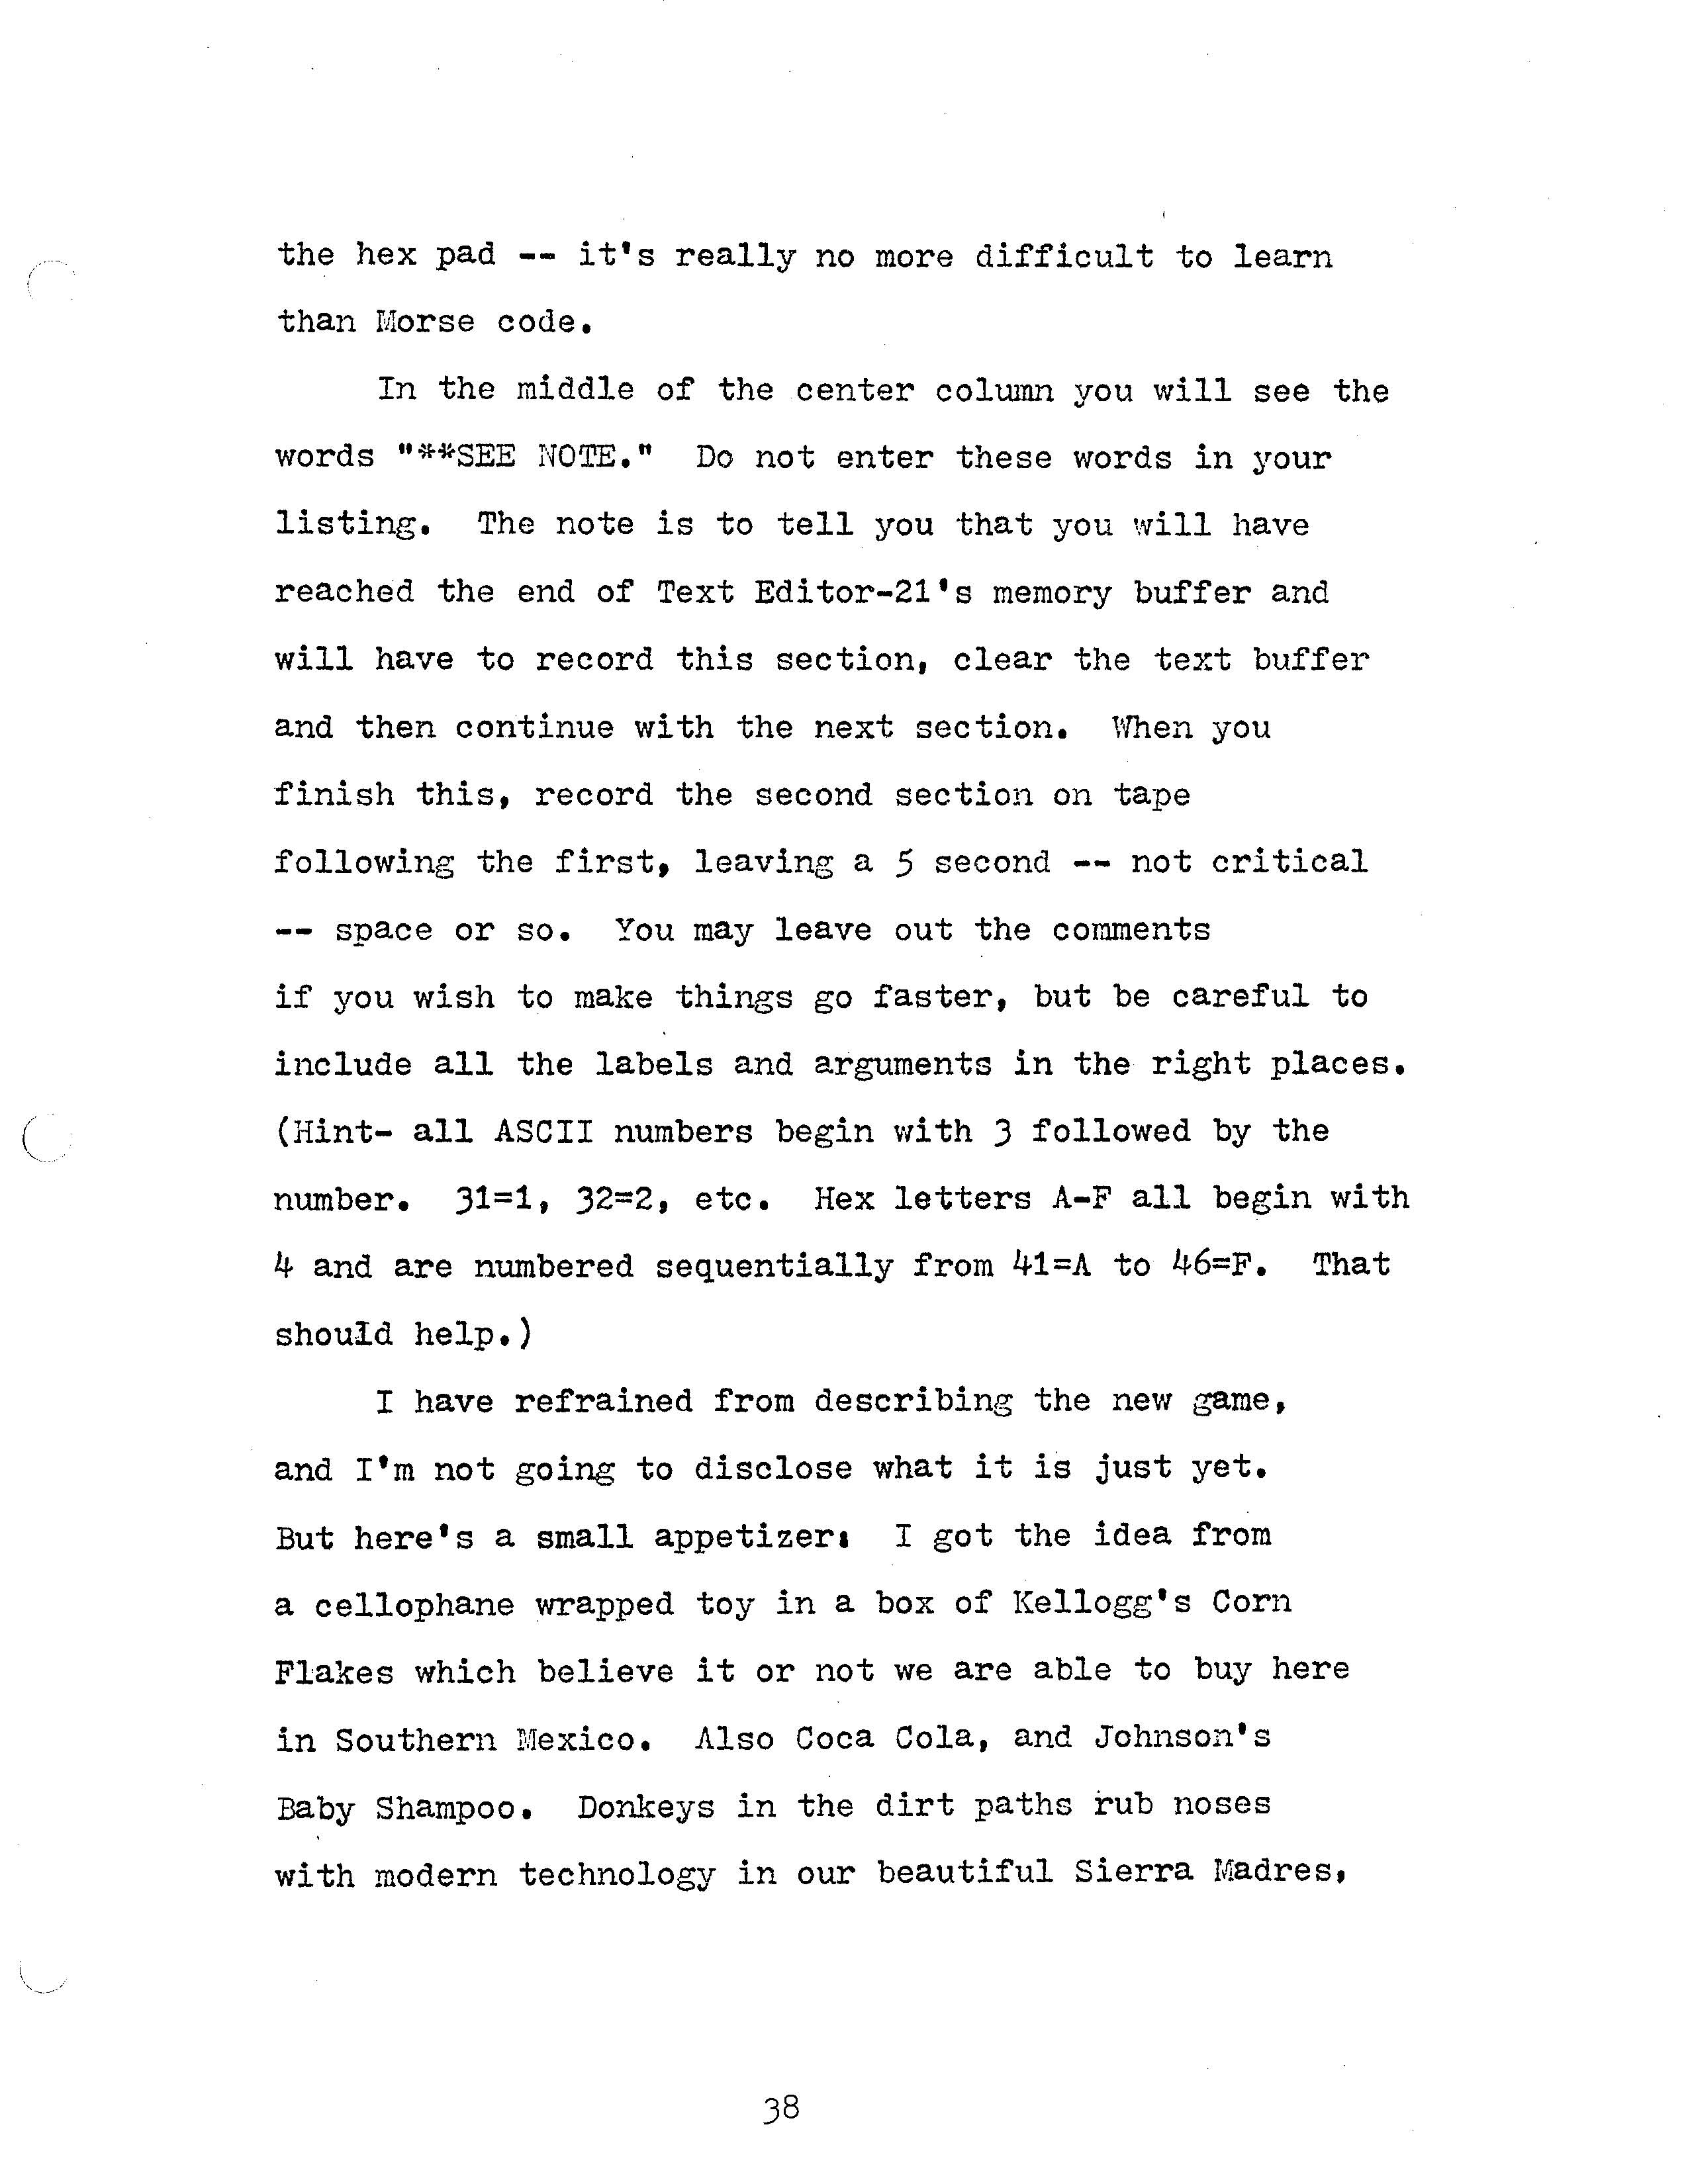 the hex pad -- it's really no more difficult to learn
than Morse code.
In the middle of the center column you will see the
words "**SEE NOTE."  Do not enter these words in your
listing.  The note is to tell you that you will have
reached the end of Text Editor-21's memory buffer and
will have to record this section, clear the text buffer
and then continue with the next section.  When you
finish this, record the second section on tape
following the first, leaving a 5 second -- not critical
-- space or so.  You may leave out the comments
if you wish to make things go faster, but be careful to
include all the labels and arguments in the right places.
(Hint- all ASCII numbers begin with 3 followed by the
number.  31=1, 32=2, etc.  Hex letters A-F all begin with
4 and are numbered sequentially from 41=A to 46=F.  That
should help.)
I have refrained from describing the new game,
and I'm not going to disclose what it is just yet.
But here's a small appetizer:  I got the idea from
a cellophane wrapped toy in a box of Kellogg's Corn
Flakes which believe it or not we are able to buy here
in Southern Mexico.  Also Coca Cola, and Johnson's
Baby Shampoo.  Donkeys in the dirt paths rub noses
with modern technology in our beautiful Sierra Madres,
38